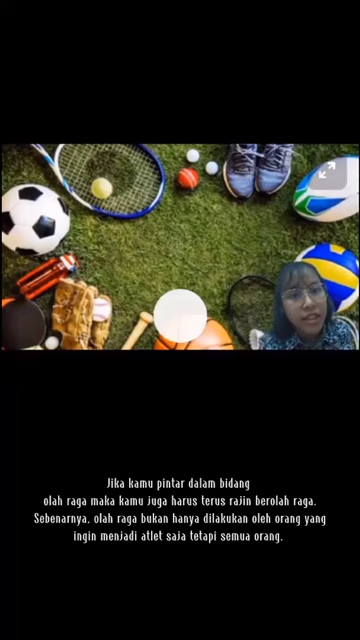 Jika kamu pintar dalam bidang
olah raga maka kamu juga harus terus rajin berolah raga.
Sebenarnya, olah raga bukan hanya dilakukan oleh orang yang
ingin menjadi atlet saja tetapi semua orang.